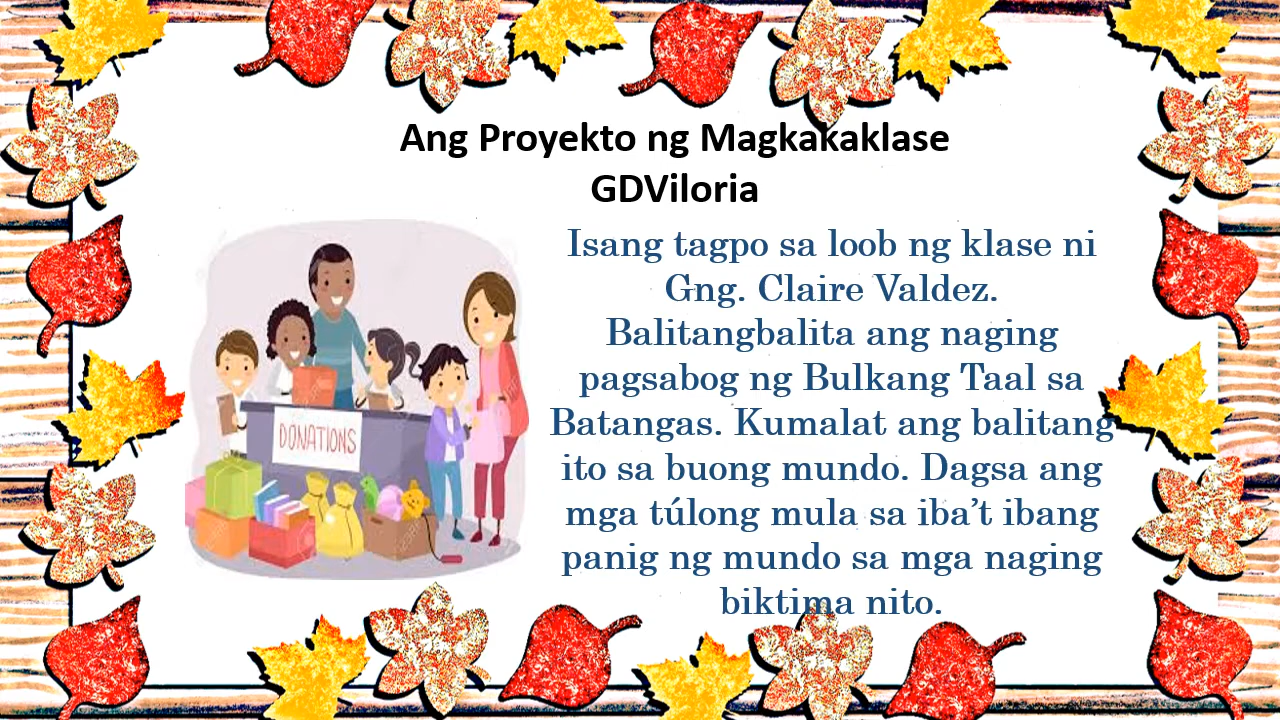 Ang Proyekto ng Magkakaklase
GDViloria
Isang tagpo sa loob ng klase ni
Gng. Claire Valdez.
Balitangbalita ang naging
pagsabog ng Bulkang Taal sa
Batangas. Kumalat ang balitang
ito sa buong mundo. Dagsa ang
mga túlong mula sa iba’t ibang
panig ng mundo sa mga naging
biktima nito.
DONATIONS